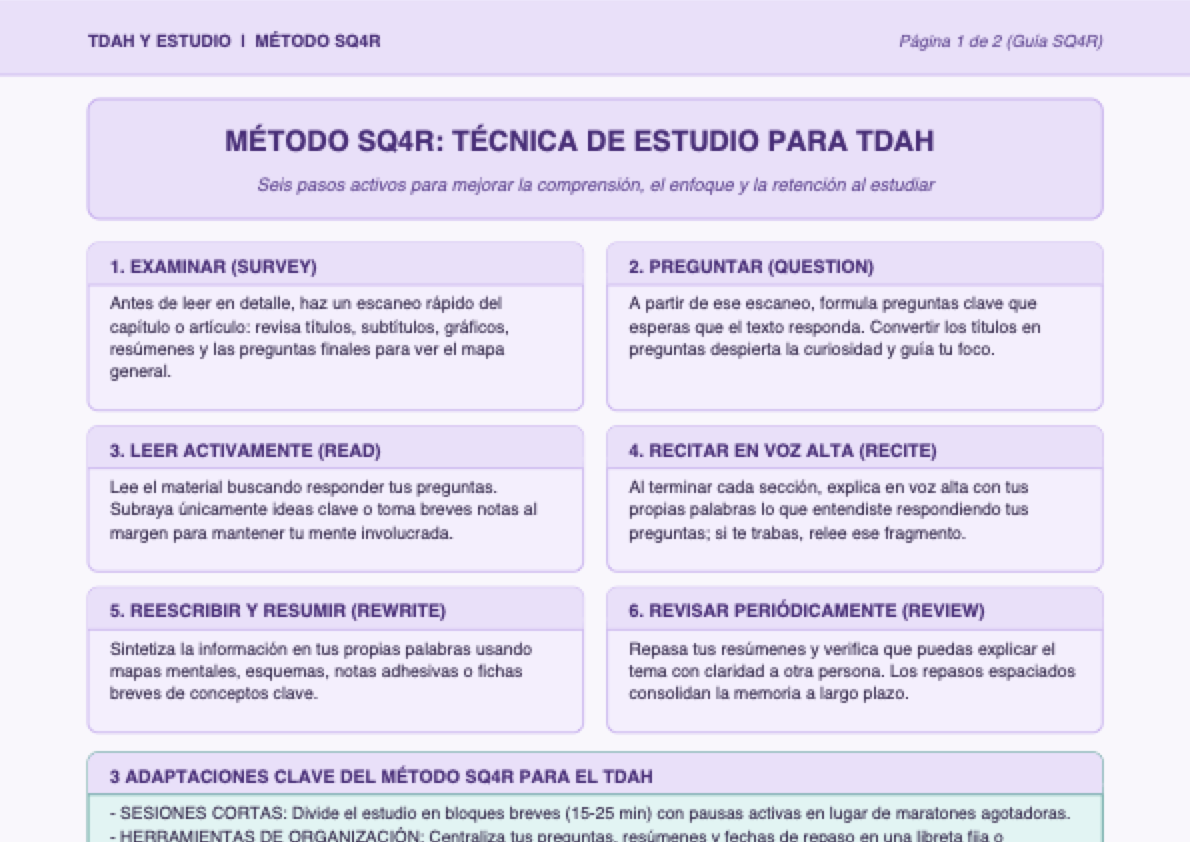 TDAH Y ESTUDIO | MÉTODO SQ4R
Página 1 de 2 (Guía SQ4R)
MÉTODO SQ4R: TÉCNICA DE ESTUDIO PARA TDAH
Seis pasos activos para mejorar la comprensión, el enfoque y la retención al estudiar
1. EXAMINAR (SURVEY)
Antes de leer en detalle, haz un escaneo rápido del
capítulo o artículo: revisa títulos, subtítulos, gráficos,
resúmenes y las preguntas finales para ver el mapa
general.
2. PREGUNTAR (QUESTION)
A partir de ese escaneo, formula preguntas clave que
esperas que el texto responda. Convertir los títulos en
preguntas despierta la curiosidad y guía tu foco.
3. LEER ACTIVAMENTE (READ)
Lee el material buscando responder tus preguntas.
Subraya únicamente ideas clave o toma breves notas al
margen para mantener tu mente involucrada.
4. RECITAR EN VOZ ALTA (RECITE)
Al terminar cada sección, explica en voz alta con tus
propias palabras lo que entendiste respondiendo tus
preguntas; si te trabas, relee ese fragmento.
5. REESCRIBIR Y RESUMIR (REWRITE)
Sintetiza la información en tus propias palabras usando
mapas mentales, esquemas, notas adhesivas o fichas
breves de conceptos clave.
6. REVISAR PERIÓDICAMENTE (REVIEW)
Repasa tus resúmenes y verifica que puedas explicar el
tema con claridad a otra persona. Los repasos espaciados
consolidan la memoria a largo plazo.
3 ADAPTACIONES CLAVE DEL MÉTODO SQ4R PARA EL TDAH
- SESIONES CORTAS: Divide el estudio en bloques breves (15-25 min) con pausas activas en lugar de maratones agotadoras.
- HERRAMIENTAS DE ORGANIZACIÓN: Centraliza tus preguntas, resúmenes y fechas de repaso en una libreta fija o